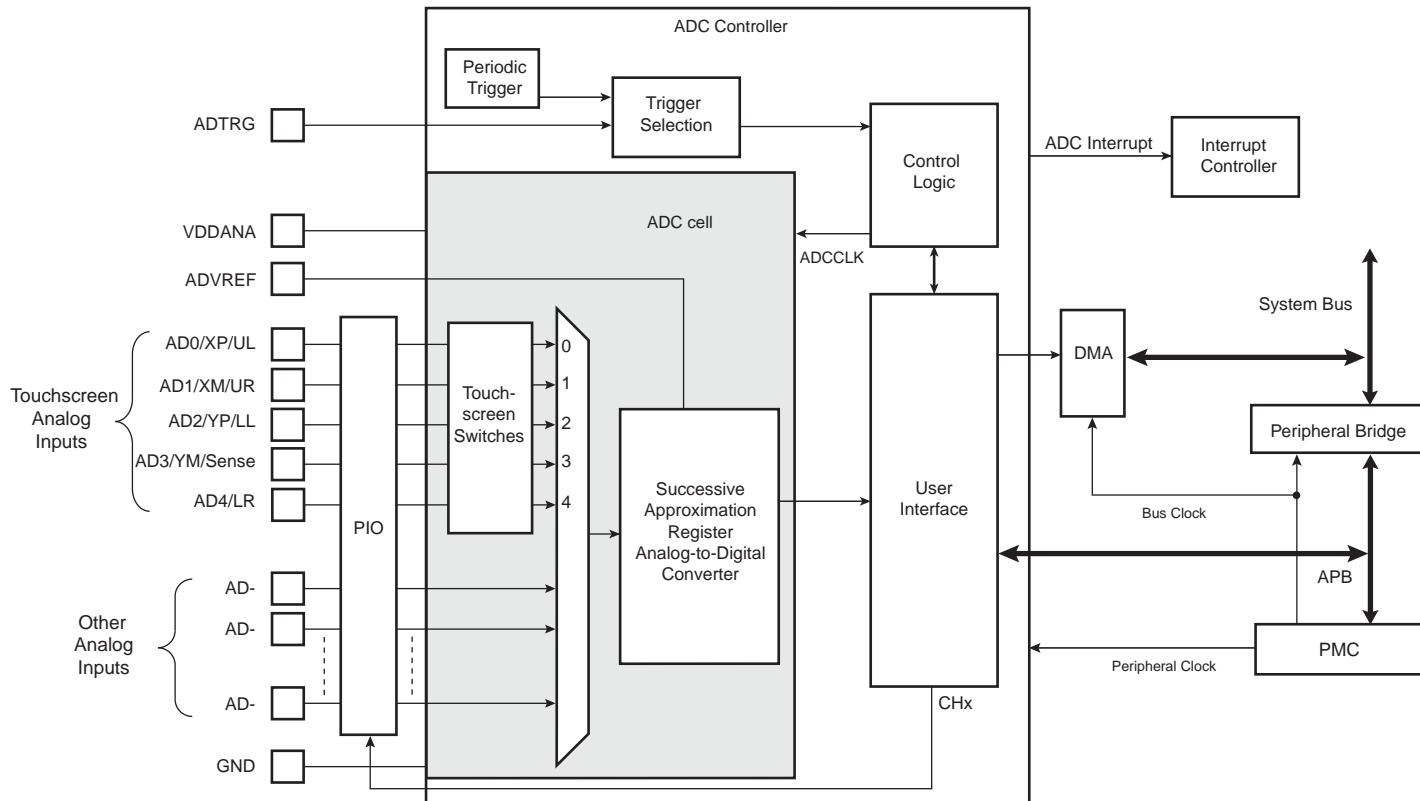 ADC Controller
Periodic
Trigger
Trigger
Selection
ADTRG
Control
Logic
ADC Interrupt
Interrupt
Controller
VDDANA
ADC cell
ADCCLK
ADVREF
System Bus
AD0/XP/UL
AD1/XM/UR
AD2/YP/LL
AD3/YM/Sense
AD4/LR
Touchscreen
Analog
Inputs
PIO
Touch-
screen
Switches
0
1
2
3
4
DMA
Peripheral Bridge
Successive
Approximation
Register
Analog-to-Digital
Converter
User
Interface
Bus Clock
APB
AD-
AD-
AD-
Other
Analog
Inputs
Peripheral Clock
PMC
CHx
GND